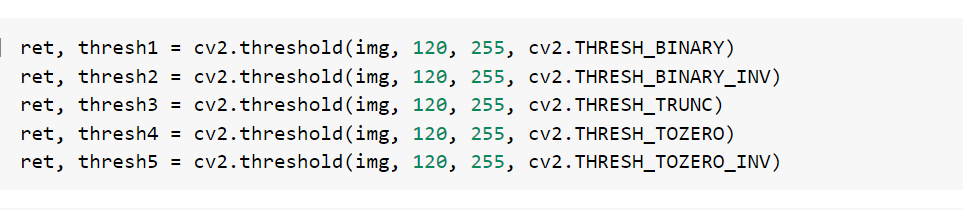 ret, thresh1 = cv2.threshold(img, 120, 255, cv2.THRESH_BINARY)
ret, thresh2 = cv2.threshold(img, 120, 255, cv2.THRESH_BINARY_INV)
ret, thresh3 = cv2.threshold(img, 120, 255, cv2.THRESH_TRUNC)
ret, thresh4 = cv2.threshold(img, 120, 255, cv2.THRESH_TOZERO)
ret, thresh5 = cv2.threshold(img, 120, 255, cv2.THRESH_TOZERO_INV)